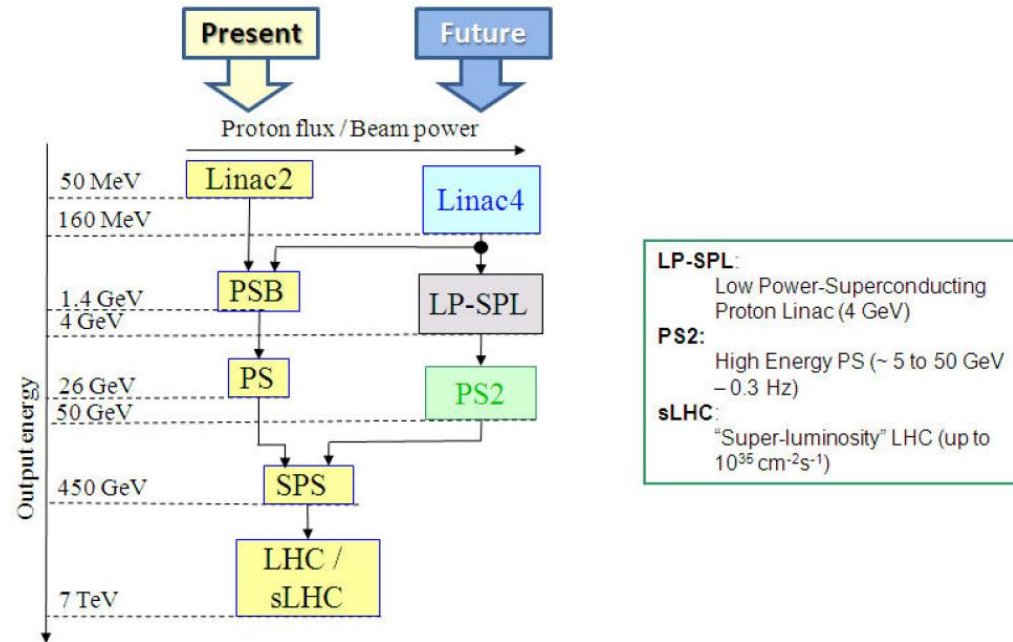 Present
Future
Proton flux / Beam power
Output energy
50 MeV
Linac2
160 MeV
Linac4
1.4 GeV
PSB
4 GeV
LP-SPL
26 GeV
PS
50 GeV
PS2
450 GeV
SPS
LHC /
sLHC
7 TeV
LP-SPL:
Low Power-Superconducting
Proton Linac (4 GeV)
PS2:
High Energy PS (~ 5 to 50 GeV
– 0.3 Hz)
sLHC:
“Super-luminosity” LHC (up to
10³⁵ cm⁻²s⁻¹)